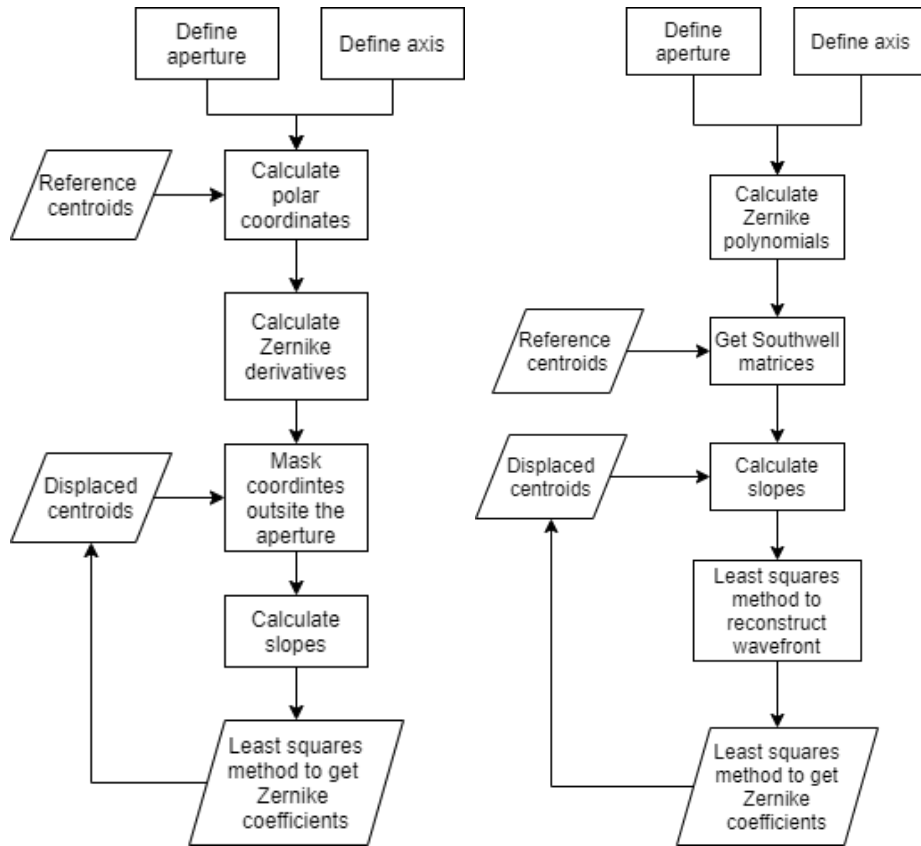 Define
aperture
Define axis
Reference
centroids
Calculate
polar
coordinates
Calculate
Zernike
derivatives
Displaced
centroids
Mask
coordintes
outsite the
aperture
Calculate
slopes
Least squares
method to get
Zernike
coefficients
Define
aperture
Define axis
Calculate
Zernike
polynomials
Reference
centroids
Get Southwell
matrices
Displaced
centroids
Calculate
slopes
Least squares
method to
reconstruct
wavefront
Least squares
method to get
Zernike
coefficients